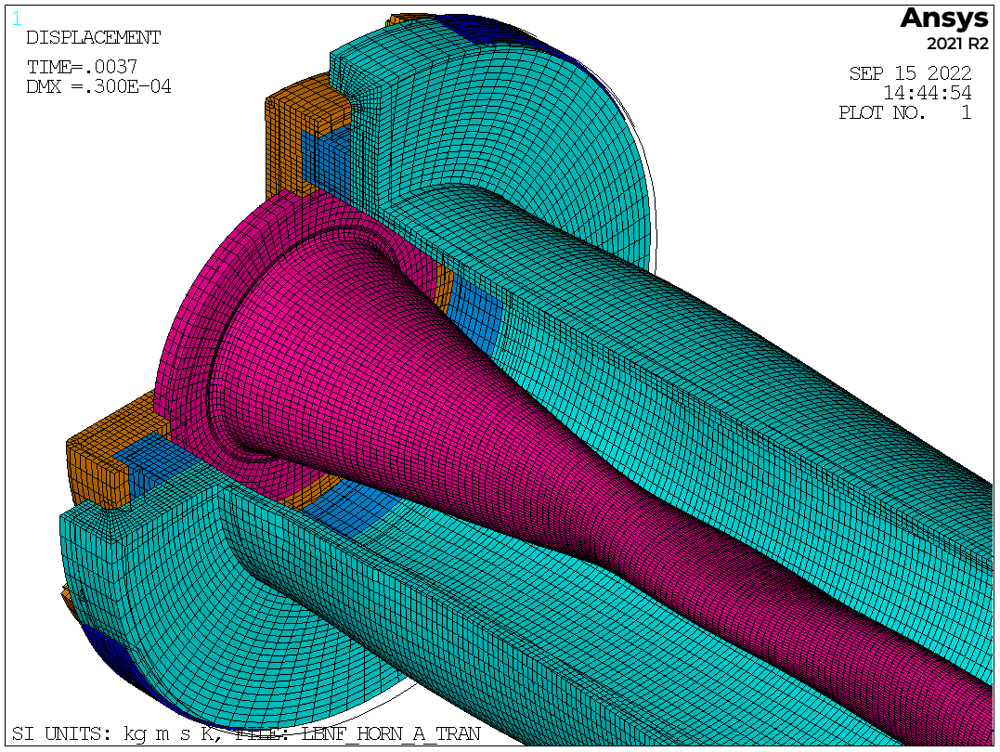 1
DISPLACEMENT
TIME=.0037
DMX =.300E-04
Ansys
2021 R2
SEP 15 2022
14:44:54
PLOT NO. 1
SI UNITS: kg m s K, FILE: LBNF_HORN_A_TRAN